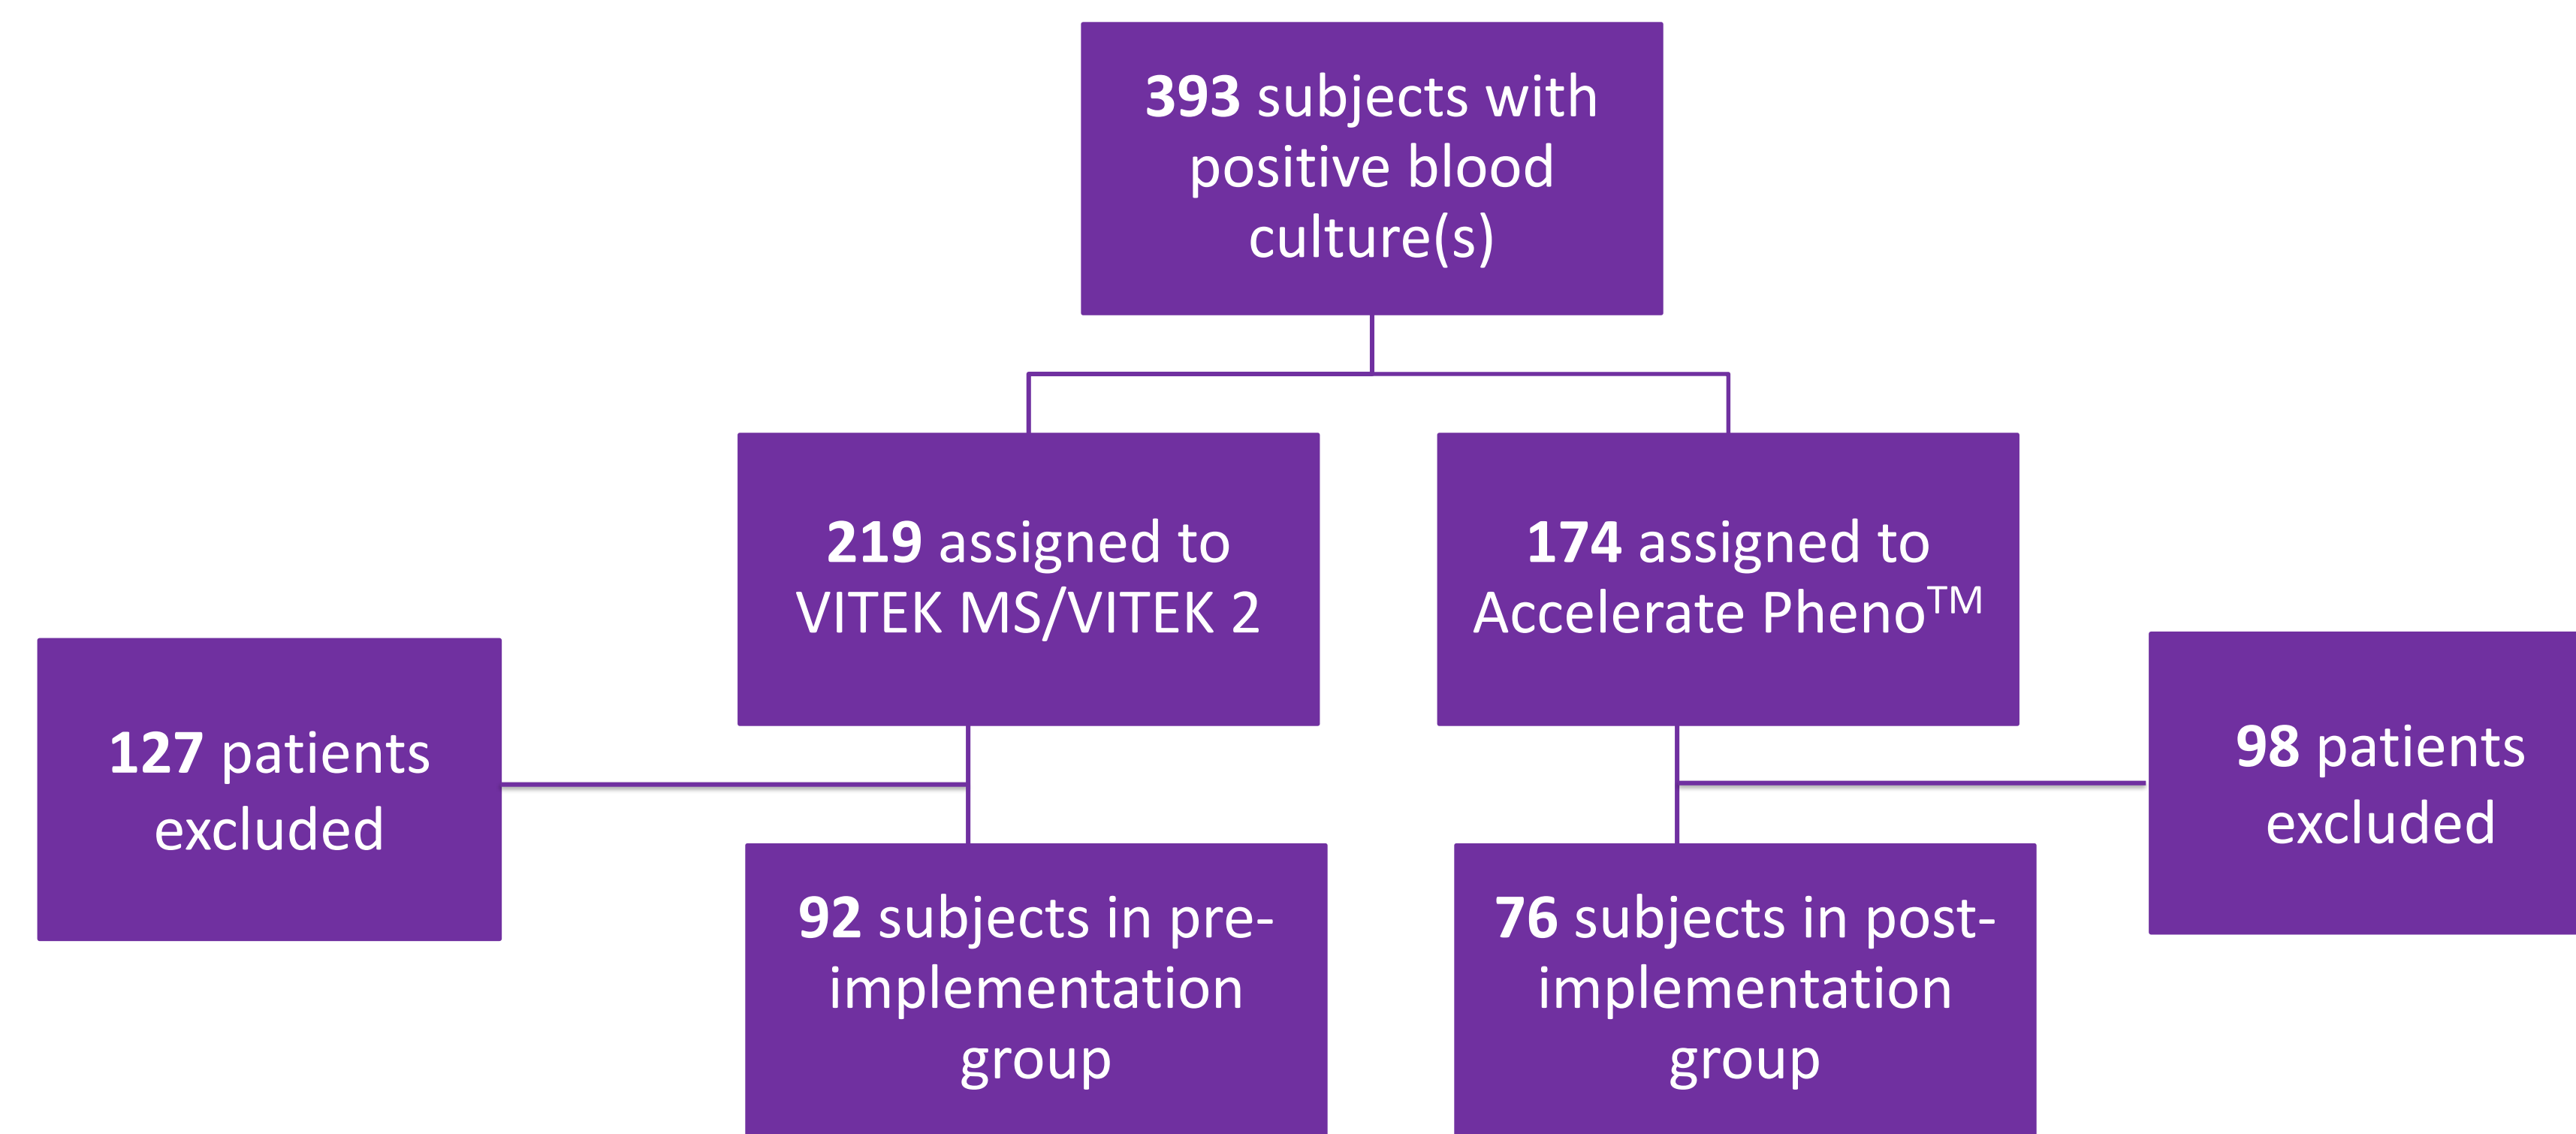 393 subjects with
positive blood
culture(s)
219 assigned to
VITEK MS/VITEK 2
174 assigned to
Accelerate Pheno™
127 patients
excluded
98 patients
excluded
92 subjects in pre-
implementation
group
76 subjects in post-
implementation
group